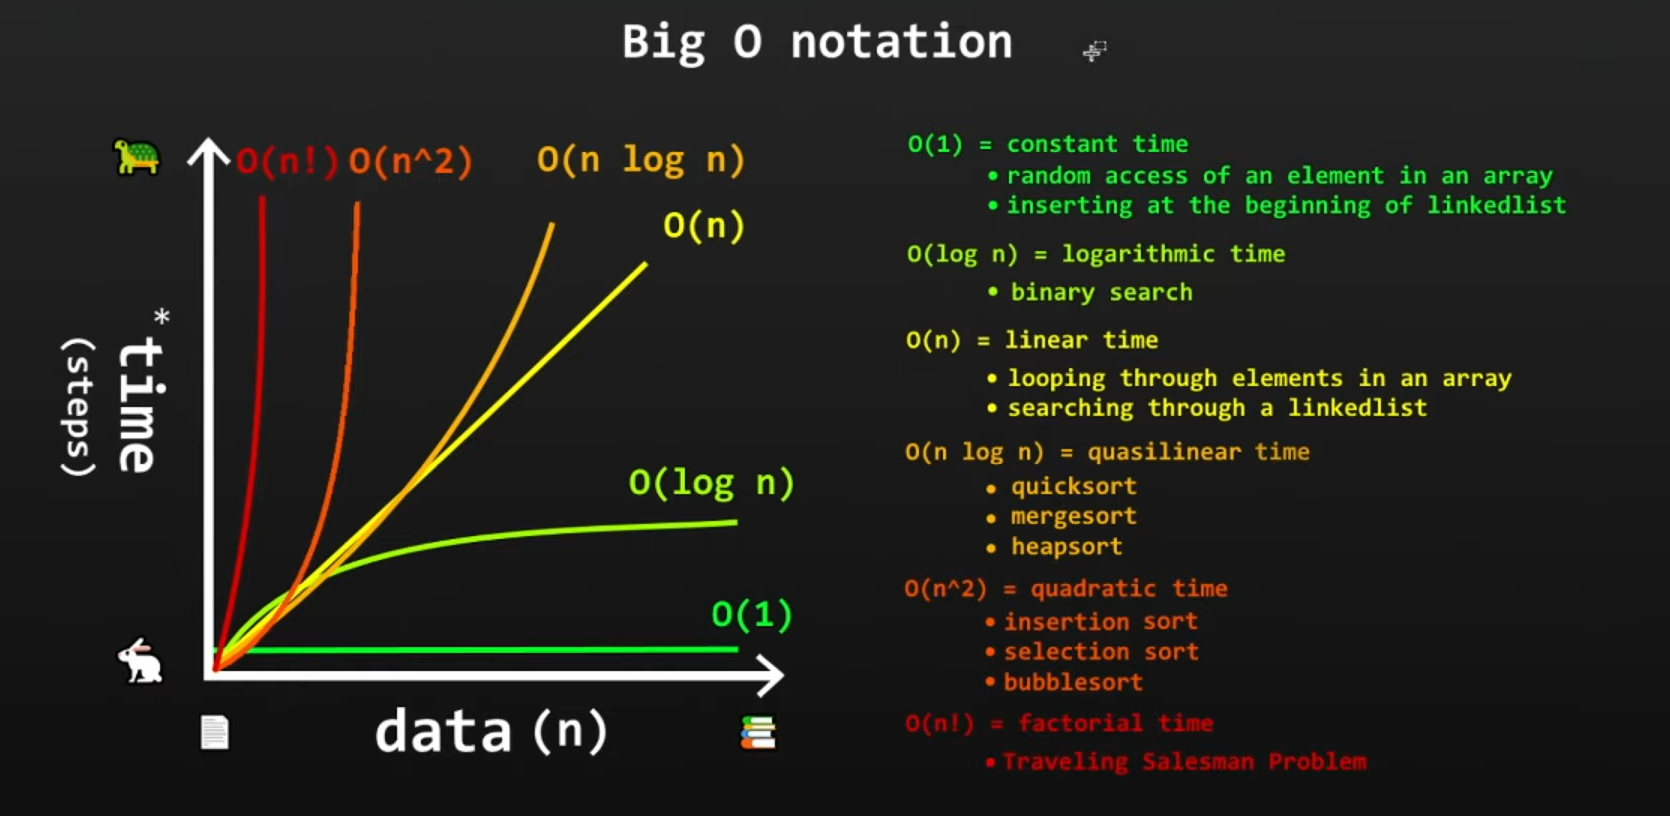 Big O notation
O(n!)
O(n^2)
O(n log n)
O(n)
O(log n)
O(1)
*
time
(steps)
data (n)
O(1) = constant time
• random access of an element in an array
• inserting at the beginning of linkedlist
O(log n) = logarithmic time
• binary search
O(n) = linear time
• looping through elements in an array
• searching through a linkedlist
O(n log n) = quasilinear time
• quicksort
• mergesort
• heapsort
O(n^2) = quadratic time
• insertion sort
• selection sort
• bubblesort
O(n!) = factorial time
• Traveling Salesman Problem